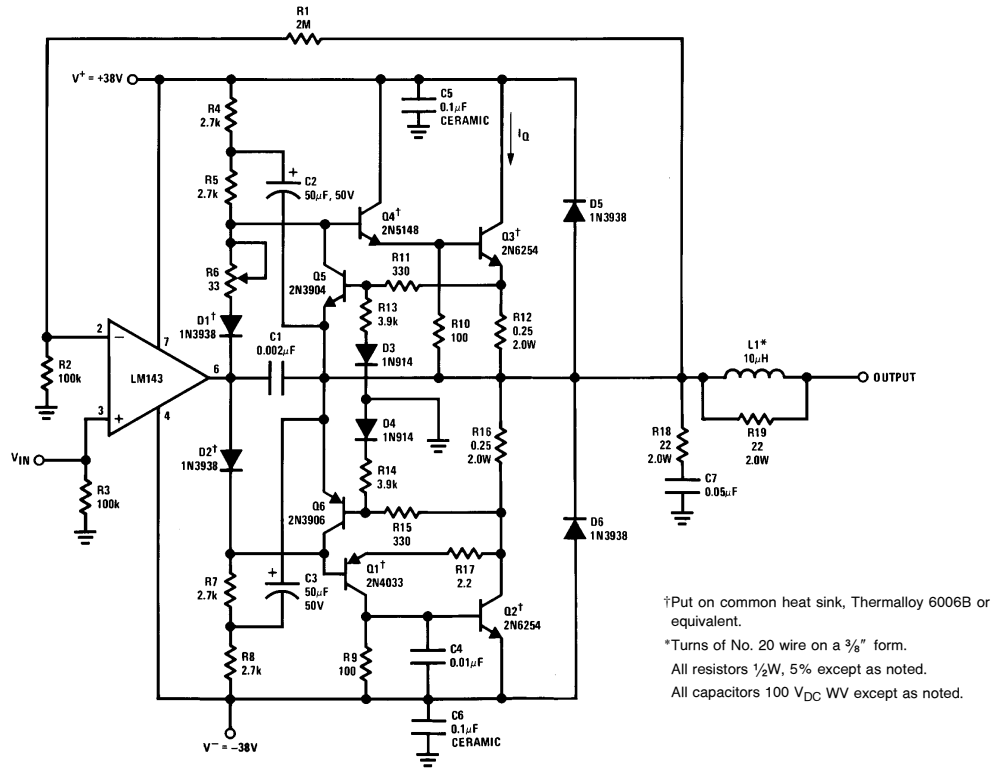 R1
2M
V⁺ = +38V
R4
2.7k
C5
0.1μF
CERAMIC
IQ
R5
2.7k
+
C2
50μF, 50V
Q4†
2N5148
D5
1N3938
Q3†
2N6254
R6
33
Q5
2N3904
R11
330
R13
3.9k
R10
100
R12
0.25
2.0W
D1†
1N3938
C1
0.002μF
D3
1N914
L1*
10μH
2
−
7
LM143
6
OUTPUT
R2
100k
3
+
4
D4
1N914
R16
0.25
2.0W
R18
22
2.0W
R19
22
2.0W
VIN
D2†
1N3938
R14
3.9k
C7
0.05μF
R3
100k
Q6
2N3906
R15
330
D6
1N3938
R7
2.7k
+
C3
50μF
50V
Q1†
2N4033
R17
2.2
Q2†
2N6254
R8
2.7k
R9
100
C4
0.01μF
C6
0.1μF
CERAMIC
V⁻ = −38V
†Put on common heat sink, Thermalloy 6006B or
equivalent.
*Turns of No. 20 wire on a ⅜″ form.
All resistors ½W, 5% except as noted.
All capacitors 100 VDC WV except as noted.